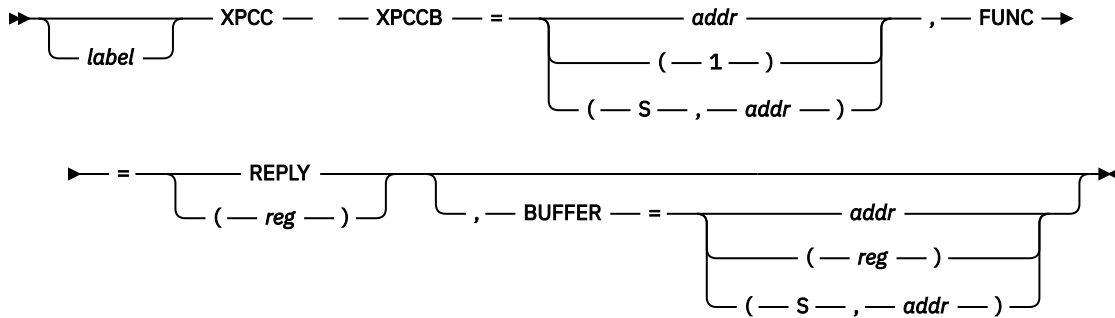 XPCC XPCCB = addr , FUNC
label
( 1 )
( S , addr )
= REPLY
( reg )
, BUFFER = addr
( reg )
( S , addr )